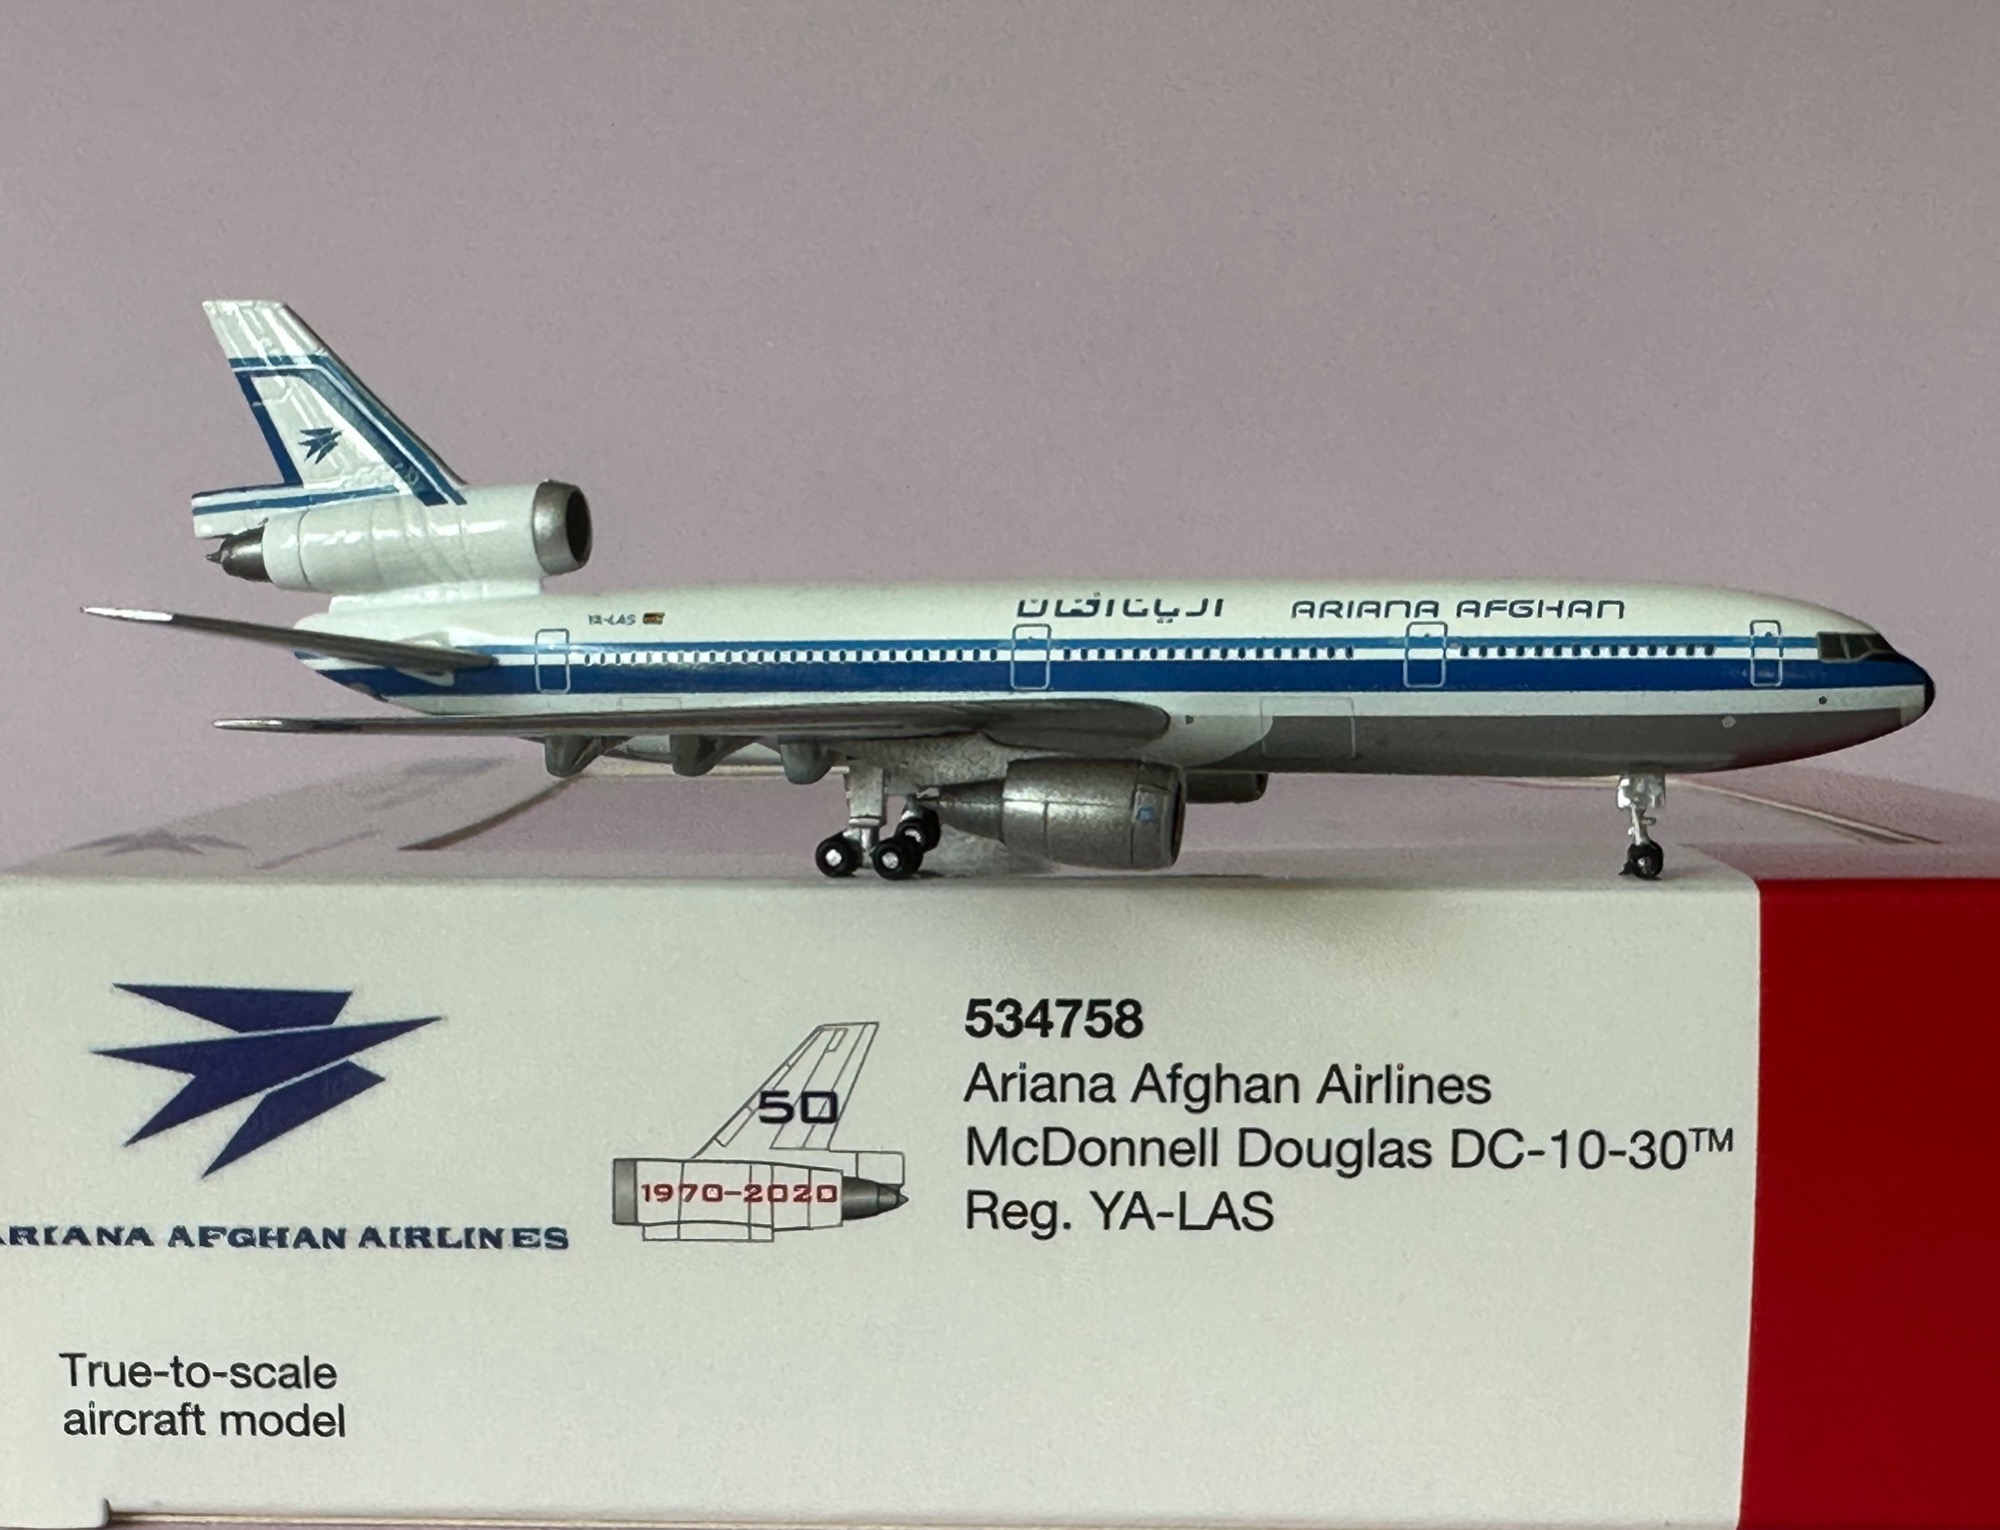 YA-LAS
آریانا افغان ARIANA AFGHAN
ARIANA AFGHAN AIRLINES
50
1970-2020
534758
Ariana Afghan Airlines
McDonnell Douglas DC-10-30™
Reg. YA-LAS
True-to-scale
aircraft model